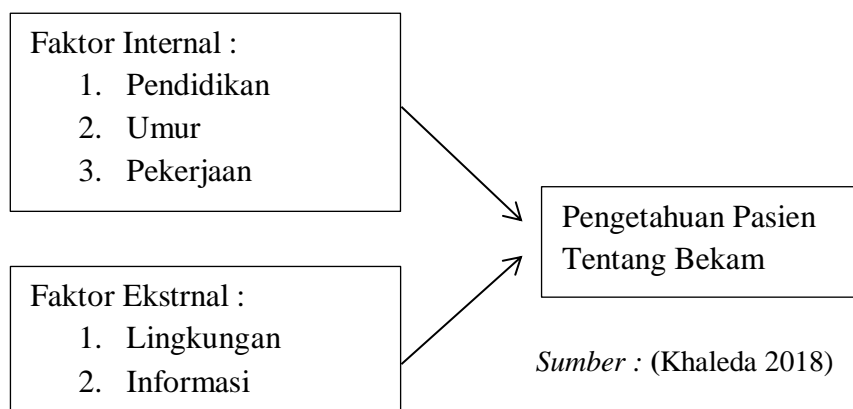 Faktor Internal :
1. Pendidikan
2. Umur
3. Pekerjaan
Faktor Ekstrnal :
1. Lingkungan
2. Informasi
Pengetahuan Pasien
Tentang Bekam
Sumber : (Khaleda 2018)